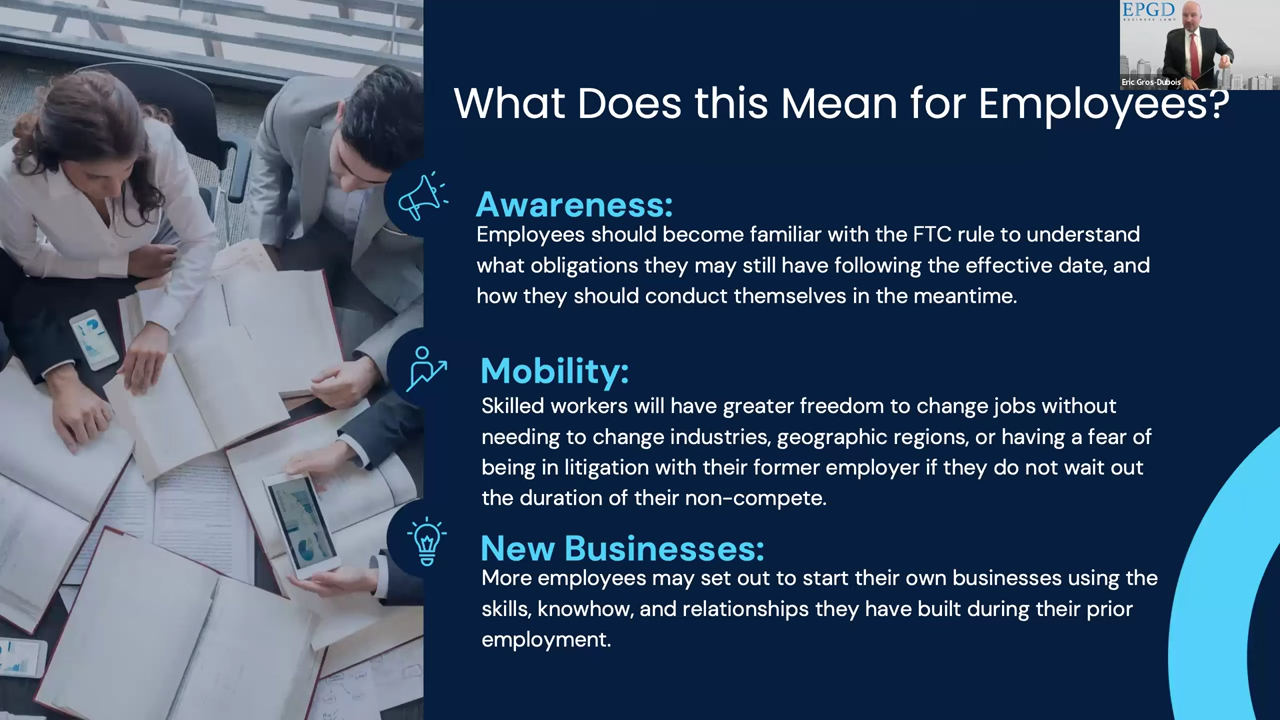 EPGD
BUSINESS LAW
Eric Gros-Dubois
What Does this Mean for Employees?
Awareness:
Employees should become familiar with the FTC rule to understand
what obligations they may still have following the effective date, and
how they should conduct themselves in the meantime.
Mobility:
Skilled workers will have greater freedom to change jobs without
needing to change industries, geographic regions, or having a fear of
being in litigation with their former employer if they do not wait out
the duration of their non-compete.
New Businesses:
More employees may set out to start their own businesses using the
skills, knowhow, and relationships they have built during their prior
employment.